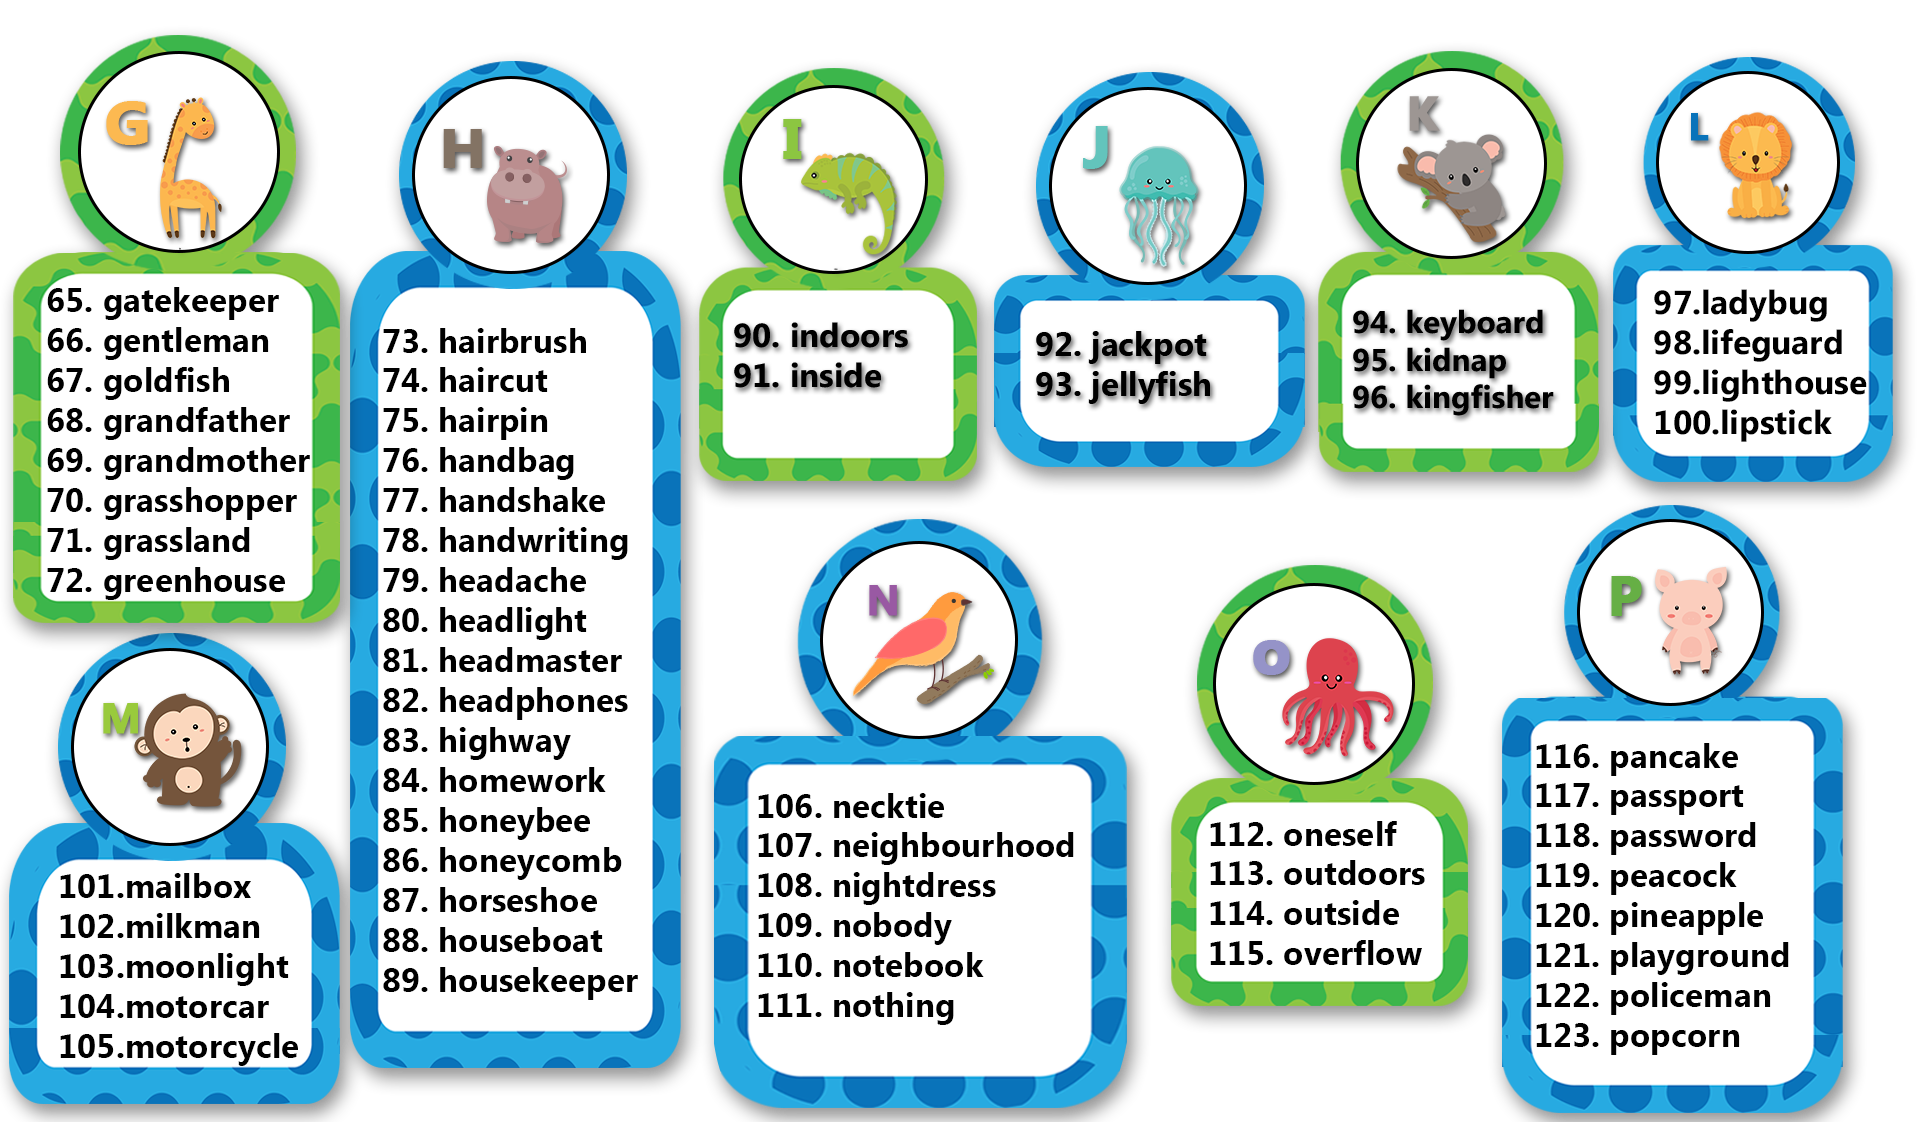 G
65. gatekeeper
66. gentleman
67. goldfish
68. grandfather
69. grandmother
70. grasshopper
71. grassland
72. greenhouse
H
73. hairbrush
74. haircut
75. hairpin
76. handbag
77. handshake
78. handwriting
79. headache
80. headlight
81. headmaster
82. headphones
83. highway
84. homework
85. honeybee
86. honeycomb
87. horseshoe
88. houseboat
89. housekeeper
I
90. indoors
91. inside
J
92. jackpot
93. jellyfish
K
94. keyboard
95. kidnap
96. kingfisher
L
97.ladybug
98.lifeguard
99.lighthouse
100.lipstick
M
101.mailbox
102.milkman
103.moonlight
104.motorcar
105.motorcycle
N
106. necktie
107. neighbourhood
108. nightdress
109. nobody
110. notebook
111. nothing
O
112. oneself
113. outdoors
114. outside
115. overflow
P
116. pancake
117. passport
118. password
119. peacock
120. pineapple
121. playground
122. policeman
123. popcorn